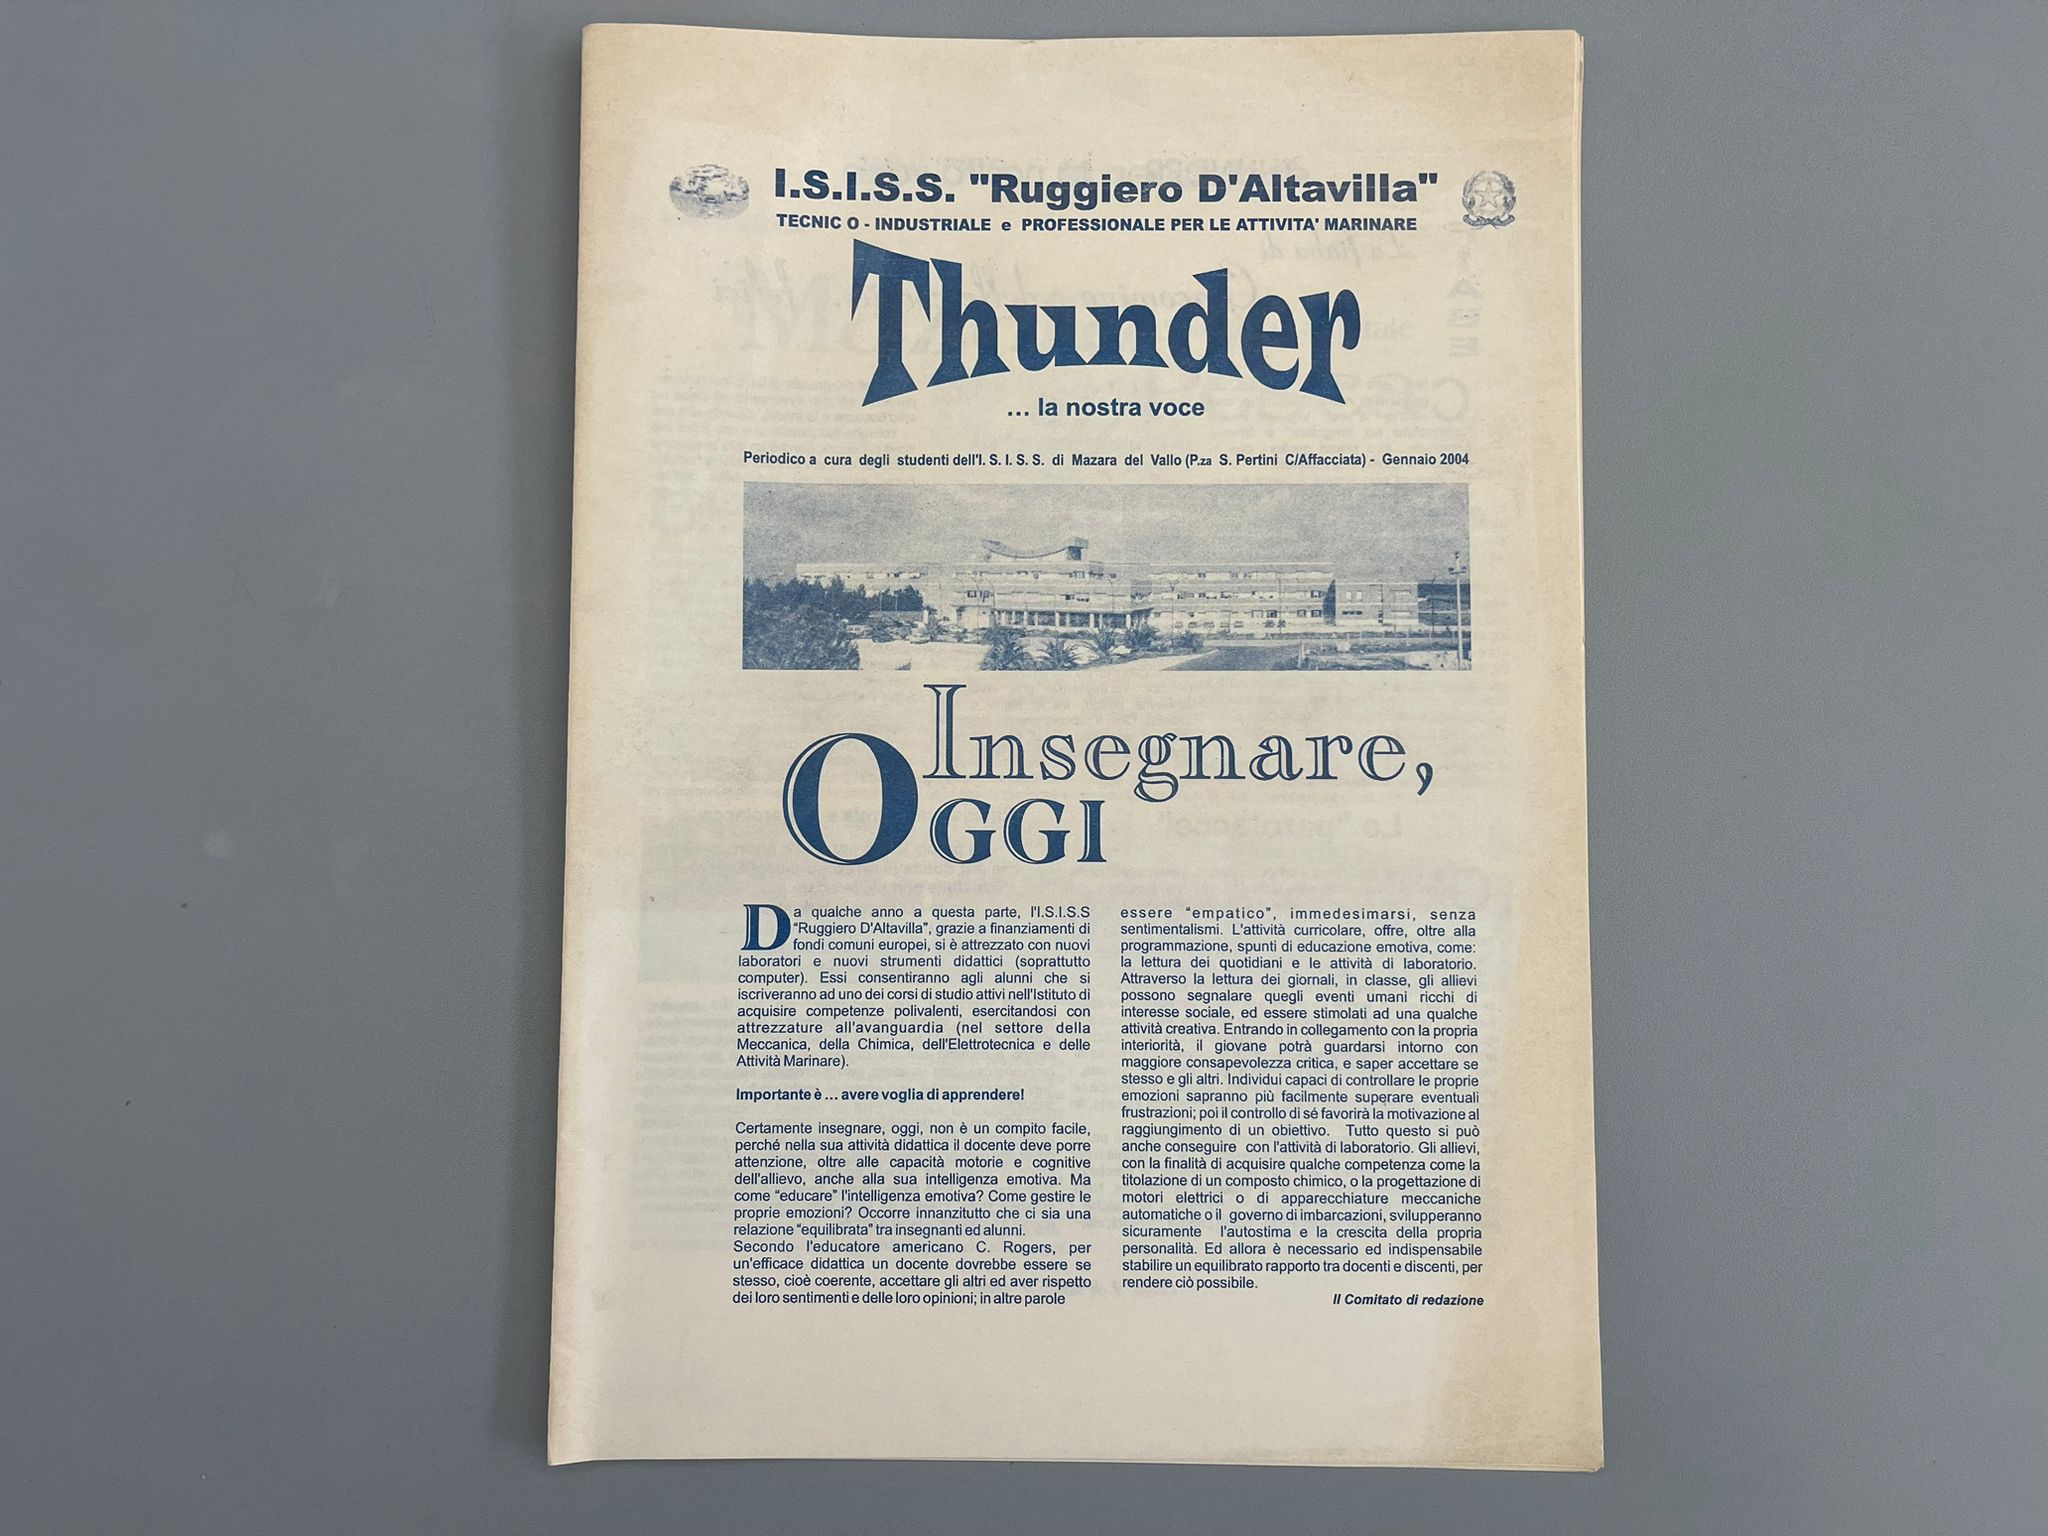 I.S.I.S.S. "Ruggiero D'Altavilla"
TECNIC O - INDUSTRIALE e PROFESSIONALE PER LE ATTIVITA' MARINARE
Thunder
... la nostra voce
Periodico a cura degli studenti dell'I. S. I. S. S. di Mazara del Vallo (P.za S. Pertini C/Affacciata) - Gennaio 2004
Insegnare,
OGGI
Da qualche anno a questa parte, l'I.S.I.S.S
"Ruggiero D'Altavilla", grazie a finanziamenti di
fondi comuni europei, si è attrezzato con nuovi
laboratori e nuovi strumenti didattici (soprattutto
computer). Essi consentiranno agli alunni che si
iscriveranno ad uno dei corsi di studio attivi nell'Istituto di
acquisire competenze polivalenti, esercitandosi con
attrezzature all'avanguardia (nel settore della
Meccanica, della Chimica, dell'Elettrotecnica e delle
Attività Marinare).
Importante è ... avere voglia di apprendere!
Certamente insegnare, oggi, non è un compito facile,
perché nella sua attività didattica il docente deve porre
attenzione, oltre alle capacità motorie e cognitive
dell'allievo, anche alla sua intelligenza emotiva. Ma
come "educare" l'intelligenza emotiva? Come gestire le
proprie emozioni? Occorre innanzitutto che ci sia una
relazione "equilibrata" tra insegnanti ed alunni.
Secondo l'educatore americano C. Rogers, per
un'efficace didattica un docente dovrebbe essere se
stesso, cioè coerente, accettare gli altri ed aver rispetto
dei loro sentimenti e delle loro opinioni; in altre parole
essere "empatico", immedesimarsi, senza
sentimentalismi. L'attività curricolare, offre, oltre alla
programmazione, spunti di educazione emotiva, come:
la lettura dei quotidiani e le attività di laboratorio.
Attraverso la lettura dei giornali, in classe, gli allievi
possono segnalare quegli eventi umani ricchi di
interesse sociale, ed essere stimolati ad una qualche
attività creativa. Entrando in collegamento con la propria
interiorità, il giovane potrà guardarsi intorno con
maggiore consapevolezza critica, e saper accettare se
stesso e gli altri. Individui capaci di controllare le proprie
emozioni sapranno più facilmente superare eventuali
frustrazioni; poi il controllo di sé favorirà la motivazione al
raggiungimento di un obiettivo. Tutto questo si può
anche conseguire con l'attività di laboratorio. Gli allievi,
con la finalità di acquisire qualche competenza come la
titolazione di un composto chimico, o la progettazione di
motori elettrici o di apparecchiature meccaniche
automatiche o il governo di imbarcazioni, svilupperanno
sicuramente l'autostima e la crescita della propria
personalità. Ed allora è necessario ed indispensabile
stabilire un equilibrato rapporto tra docenti e discenti, per
rendere ciò possibile.
Il Comitato di redazione